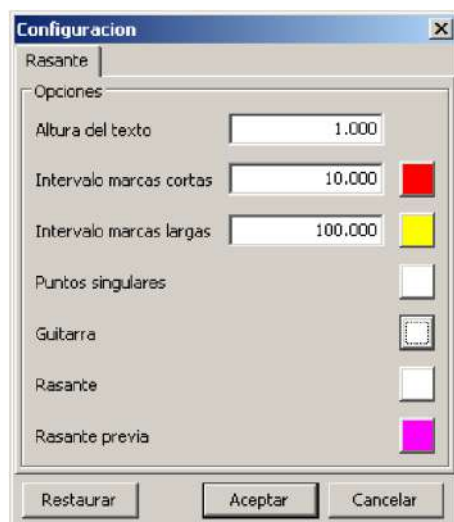 Configuracion
Rasante
Opciones
Altura del texto 1.000
Intervalo marcas cortas 10.000
Intervalo marcas largas 100.000
Puntos singulares
Guitarra
Rasante
Rasante previa
Restaurar Aceptar Cancelar